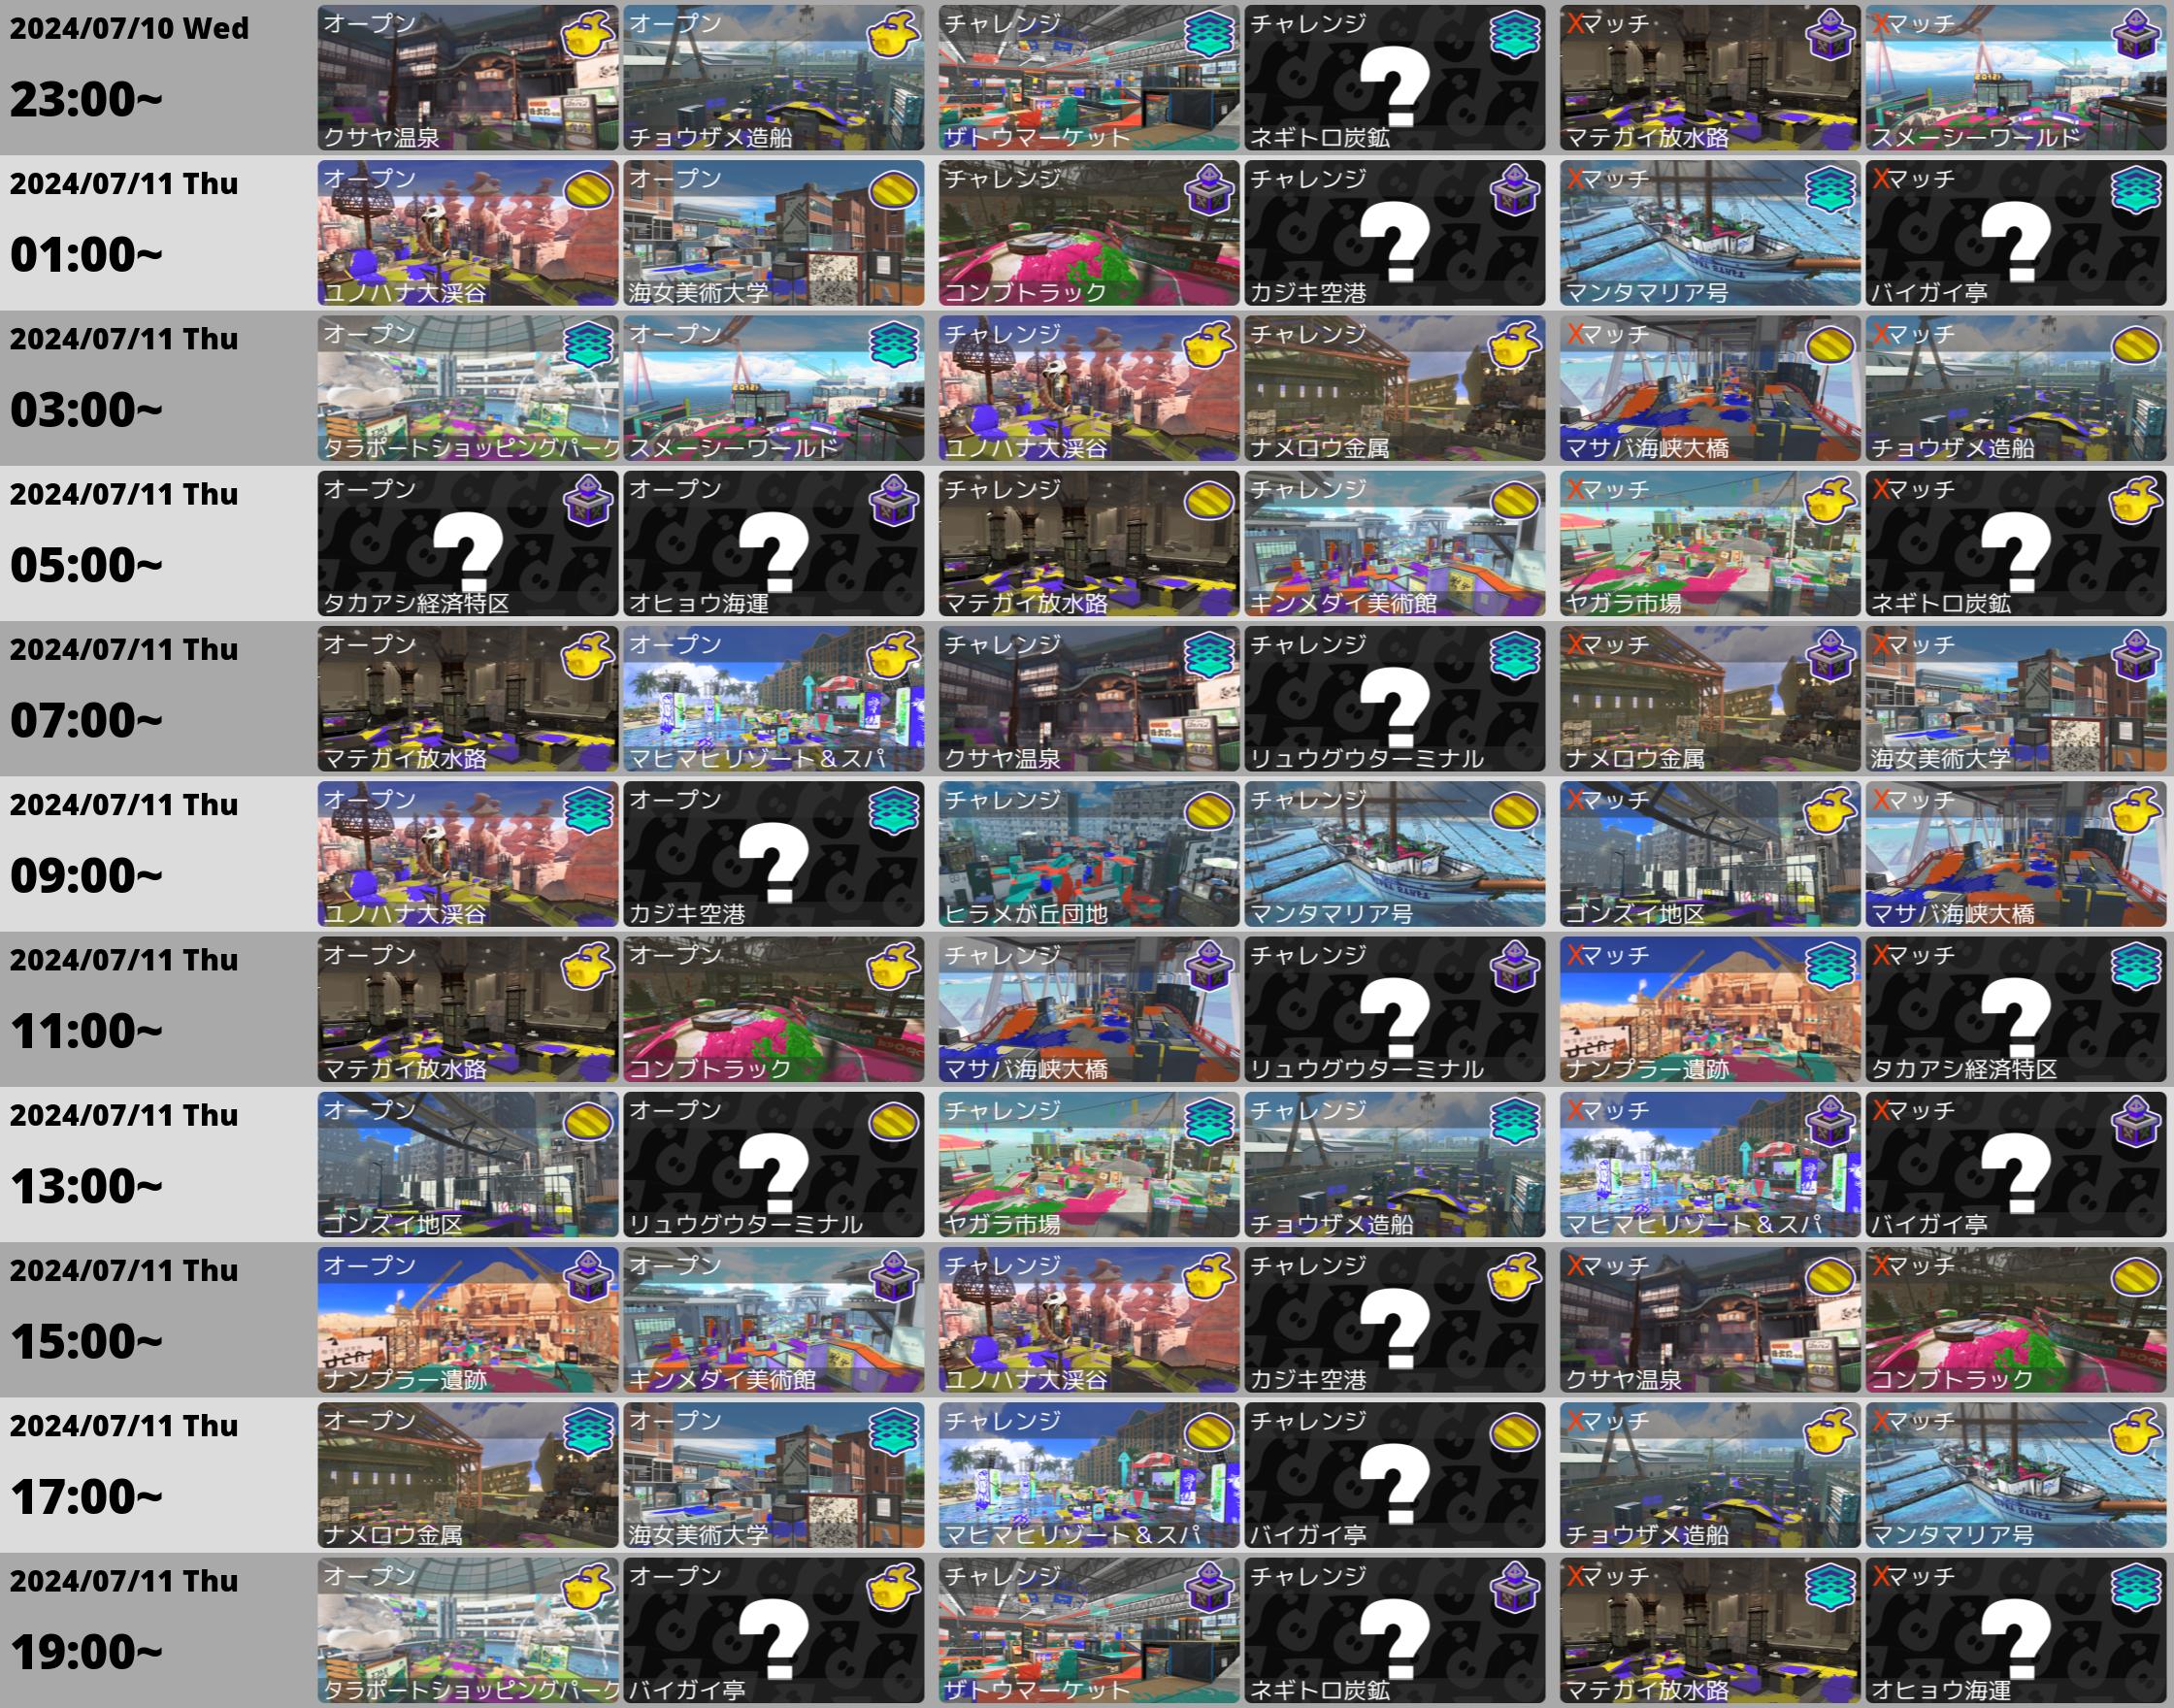 2024/07/10 Wed
23:00~
オープン
クサヤ温泉
オープン
チョウザメ造船
チャレンジ
ザトウマーケット
チャレンジ
ネギトロ炭鉱
Xマッチ
マテガイ放水路
Xマッチ
スメーシーワールド
2024/07/11 Thu
01:00~
オープン
ユノハナ大渓谷
オープン
海女美術大学
チャレンジ
コンブトラック
チャレンジ
カジキ空港
Xマッチ
マンタマリア号
Xマッチ
バイガイ亭
2024/07/11 Thu
03:00~
オープン
タラポートショッピングパーク
オープン
スメーシーワールド
チャレンジ
ユノハナ大渓谷
チャレンジ
ナメロウ金属
Xマッチ
マサバ海峡大橋
Xマッチ
チョウザメ造船
2024/07/11 Thu
05:00~
オープン
タカアシ経済特区
オープン
オヒョウ海運
チャレンジ
マテガイ放水路
チャレンジ
キンメダイ美術館
Xマッチ
ヤガラ市場
Xマッチ
ネギトロ炭鉱
2024/07/11 Thu
07:00~
オープン
マテガイ放水路
オープン
マヒマヒリゾート＆スパ
チャレンジ
クサヤ温泉
チャレンジ
リュウグウターミナル
Xマッチ
ナメロウ金属
Xマッチ
海女美術大学
2024/07/11 Thu
09:00~
オープン
ユノハナ大渓谷
オープン
カジキ空港
チャレンジ
ヒラメが丘団地
チャレンジ
マンタマリア号
Xマッチ
ゴンズイ地区
Xマッチ
マサバ海峡大橋
2024/07/11 Thu
11:00~
オープン
マテガイ放水路
オープン
コンブトラック
チャレンジ
マサバ海峡大橋
チャレンジ
リュウグウターミナル
Xマッチ
ナンプラー遺跡
Xマッチ
タカアシ経済特区
2024/07/11 Thu
13:00~
オープン
ゴンズイ地区
オープン
リュウグウターミナル
チャレンジ
ヤガラ市場
チャレンジ
チョウザメ造船
Xマッチ
マヒマヒリゾート＆スパ
Xマッチ
バイガイ亭
2024/07/11 Thu
15:00~
オープン
ナンプラー遺跡
オープン
キンメダイ美術館
チャレンジ
ユノハナ大渓谷
チャレンジ
カジキ空港
Xマッチ
クサヤ温泉
Xマッチ
コンブトラック
2024/07/11 Thu
17:00~
オープン
ナメロウ金属
オープン
海女美術大学
チャレンジ
マヒマヒリゾート＆スパ
チャレンジ
バイガイ亭
Xマッチ
チョウザメ造船
Xマッチ
マンタマリア号
2024/07/11 Thu
19:00~
オープン
タラポートショッピングパーク
オープン
バイガイ亭
チャレンジ
ザトウマーケット
チャレンジ
ネギトロ炭鉱
Xマッチ
マテガイ放水路
Xマッチ
オヒョウ海運